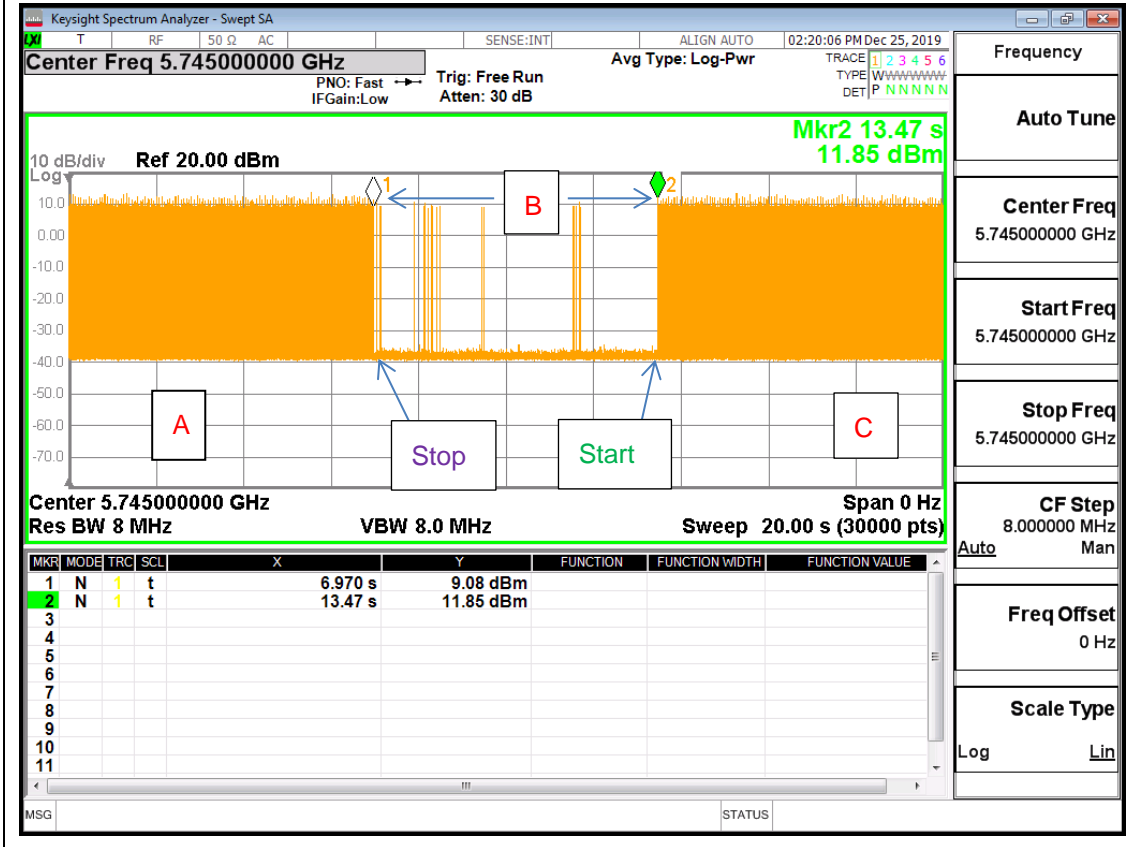 Keysight Spectrum Analyzer - Swept SA
LXI T RF 50 Ω AC SENSE:INT ALIGN AUTO 02:20:06 PM Dec 25, 2019
Center Freq 5.745000000 GHz
PNO: Fast
IFGain:Low
Trig: Free Run
Atten: 30 dB
Avg Type: Log-Pwr
TRACE 1 2 3 4 5 6
TYPE WWWWWWW
DET P N N N N N
Mkr2 13.47 s
11.85 dBm
10 dB/div Ref 20.00 dBm
Log
1
2
B
10.0
0.00
-10.0
-20.0
-30.0
-40.0
-50.0
-60.0
-70.0
A
Stop
Start
C
Center 5.745000000 GHz Span 0 Hz
Res BW 8 MHz VBW 8.0 MHz Sweep 20.00 s (30000 pts)
MKR MODE TRC SCL X Y FUNCTION FUNCTION WIDTH FUNCTION VALUE
1 N 1 t 6.970 s 9.08 dBm
2 N 1 t 13.47 s 11.85 dBm
3
4
5
6
7
8
9
10
11
MSG STATUS
Frequency
Auto Tune
Center Freq
5.745000000 GHz
Start Freq
5.745000000 GHz
Stop Freq
5.745000000 GHz
CF Step
8.000000 MHz
Auto Man
Freq Offset
0 Hz
Scale Type
Log Lin